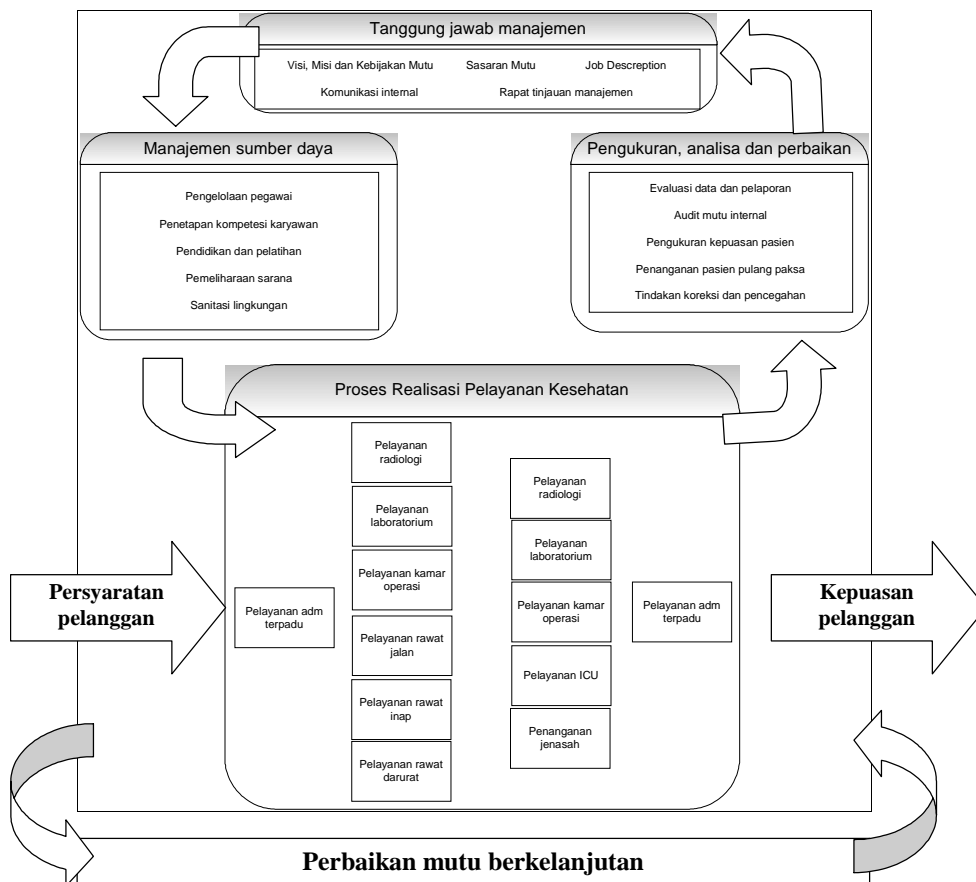 Tanggung jawab manajemen
Visi, Misi dan Kebijakan Mutu
Sasaran Mutu
Job Descreption
Komunikasi internal
Rapat tinjauan manajemen
Manajemen sumber daya
Pengelolaan pegawai
Penetapan kompetesi karyawan
Pendidikan dan pelatihan
Pemeliharaan sarana
Sanitasi lingkungan
Pengukuran, analisa dan perbaikan
Evaluasi data dan pelaporan
Audit mutu internal
Pengukuran kepuasan pasien
Penanganan pasien pulang paksa
Tindakan koreksi dan pencegahan
Proses Realisasi Pelayanan Kesehatan
Persyaratan
pelanggan
Pelayanan adm
terpadu
Pelayanan
radiologi
Pelayanan
laboratorium
Pelayanan kamar
operasi
Pelayanan rawat
jalan
Pelayanan rawat
inap
Pelayanan rawat
darurat
Pelayanan
radiologi
Pelayanan
laboratorium
Pelayanan kamar
operasi
Pelayanan ICU
Penanganan
jenasah
Pelayanan adm
terpadu
Kepuasan
pelanggan
Perbaikan mutu berkelanjutan